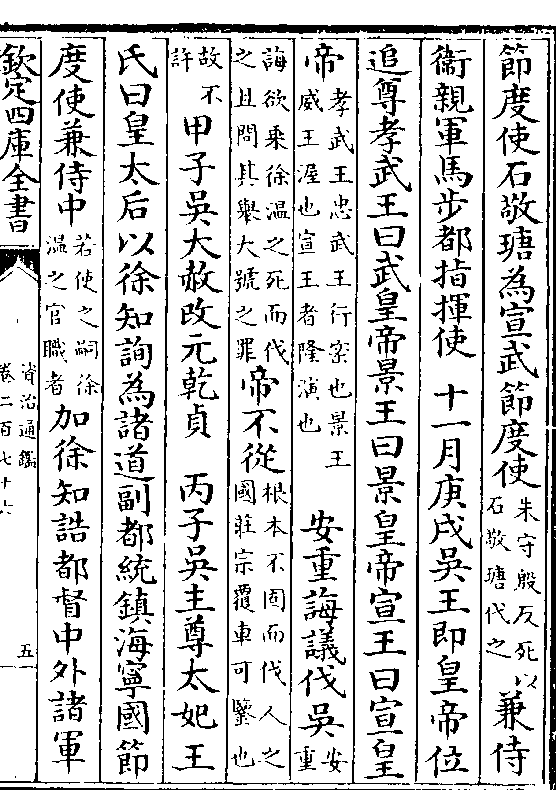 節度使石敬瑭為宣武節度使朱守殷反死以石敬瑭代之兼侍
衞親軍馬步都指揮使 十一月庚戌吳王即皇帝位
追尊孝武王曰武皇帝景王曰景皇帝宣王曰宣皇
帝孝武王忠武王行密也景王威王渥也宣王者隆演也 安重誨議伐吳安重
誨欲乘徐温之死而伐之且問其舉大號之罪帝不從根本不固而伐人之國莊宗覆車可鑒也
故不許甲子吳大赦改元乾貞 丙子吳主尊太妃王
氏曰皇太后以徐知詢為諸道副都統鎮海寧國節
度使兼侍中若使之嗣徐温之官職者加徐知誥都督中外諸軍
欽定四庫全書
資治通鑑
卷二百七十六
五